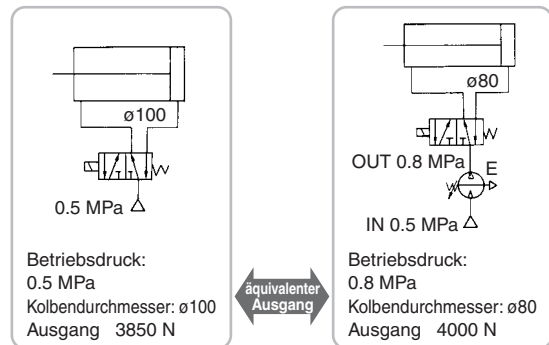 ø100
0.5 MPa
Betriebsdruck:
0.5 MPa
Kolbendurchmesser: ø100
Ausgang 3850 N
äquivalenter
Ausgang
ø80
OUT 0.8 MPa
E
IN 0.5 MPa
Betriebsdruck:
0.8 MPa
Kolbendurchmesser: ø80
Ausgang 4000 N